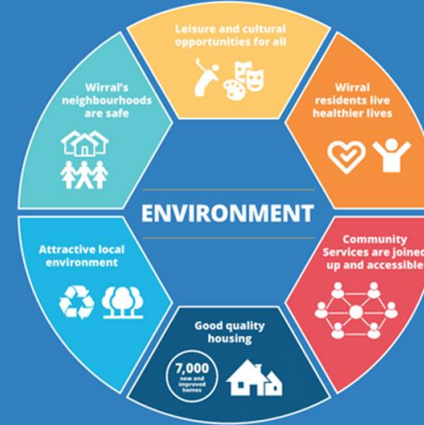 Leisure and cultural
opportunities for all
Wirral
residents live
healthier lives
Community
Services are joined
up and accessible
Good quality
housing
7,000
new and
improved
homes
Attractive local
environment
Wirral's
neighbourhoods
are safe
ENVIRONMENT